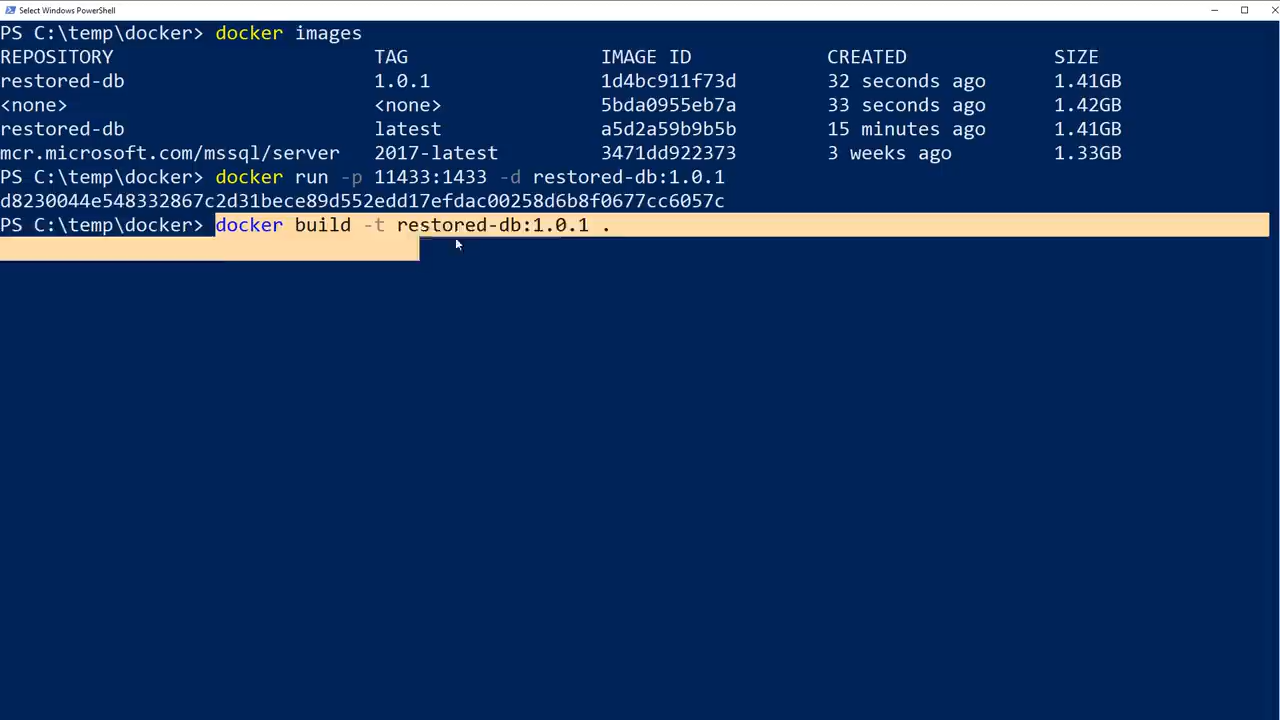 Select Windows PowerShell
PS C:\temp\docker> docker images
REPOSITORY TAG IMAGE ID CREATED SIZE
restored-db 1.0.1 1d4bc911f73d 32 seconds ago 1.41GB
<none> <none> 5bda0955eb7a 33 seconds ago 1.42GB
restored-db latest a5d2a59b9b5b 15 minutes ago 1.41GB
mcr.microsoft.com/mssql/server 2017-latest 3471dd922373 3 weeks ago 1.33GB
PS C:\temp\docker> docker run -p 11433:1433 -d restored-db:1.0.1
d8230044e548332867c2d31bece89d552edd17efdac00258d6b8f0677cc6057c
PS C:\temp\docker> docker build -t restored-db:1.0.1 .